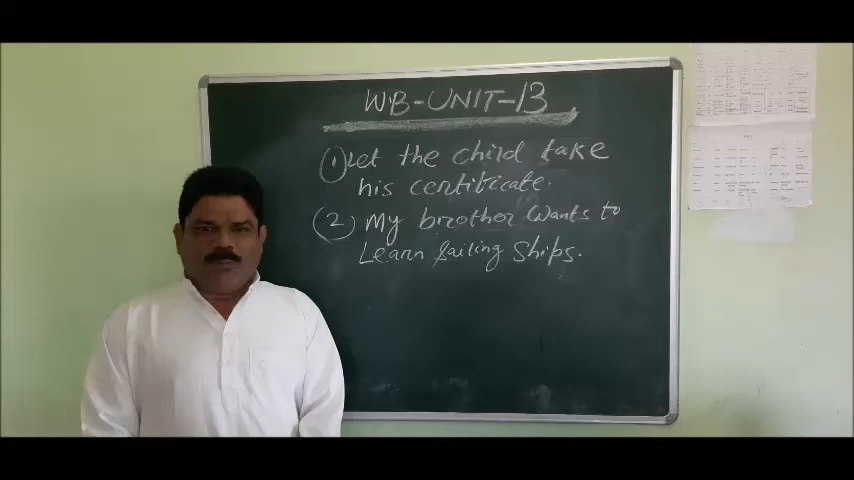 WB-UNIT-13
① Let the child take
his certificate.
② My brother Wants to
Learn sailing Ships.